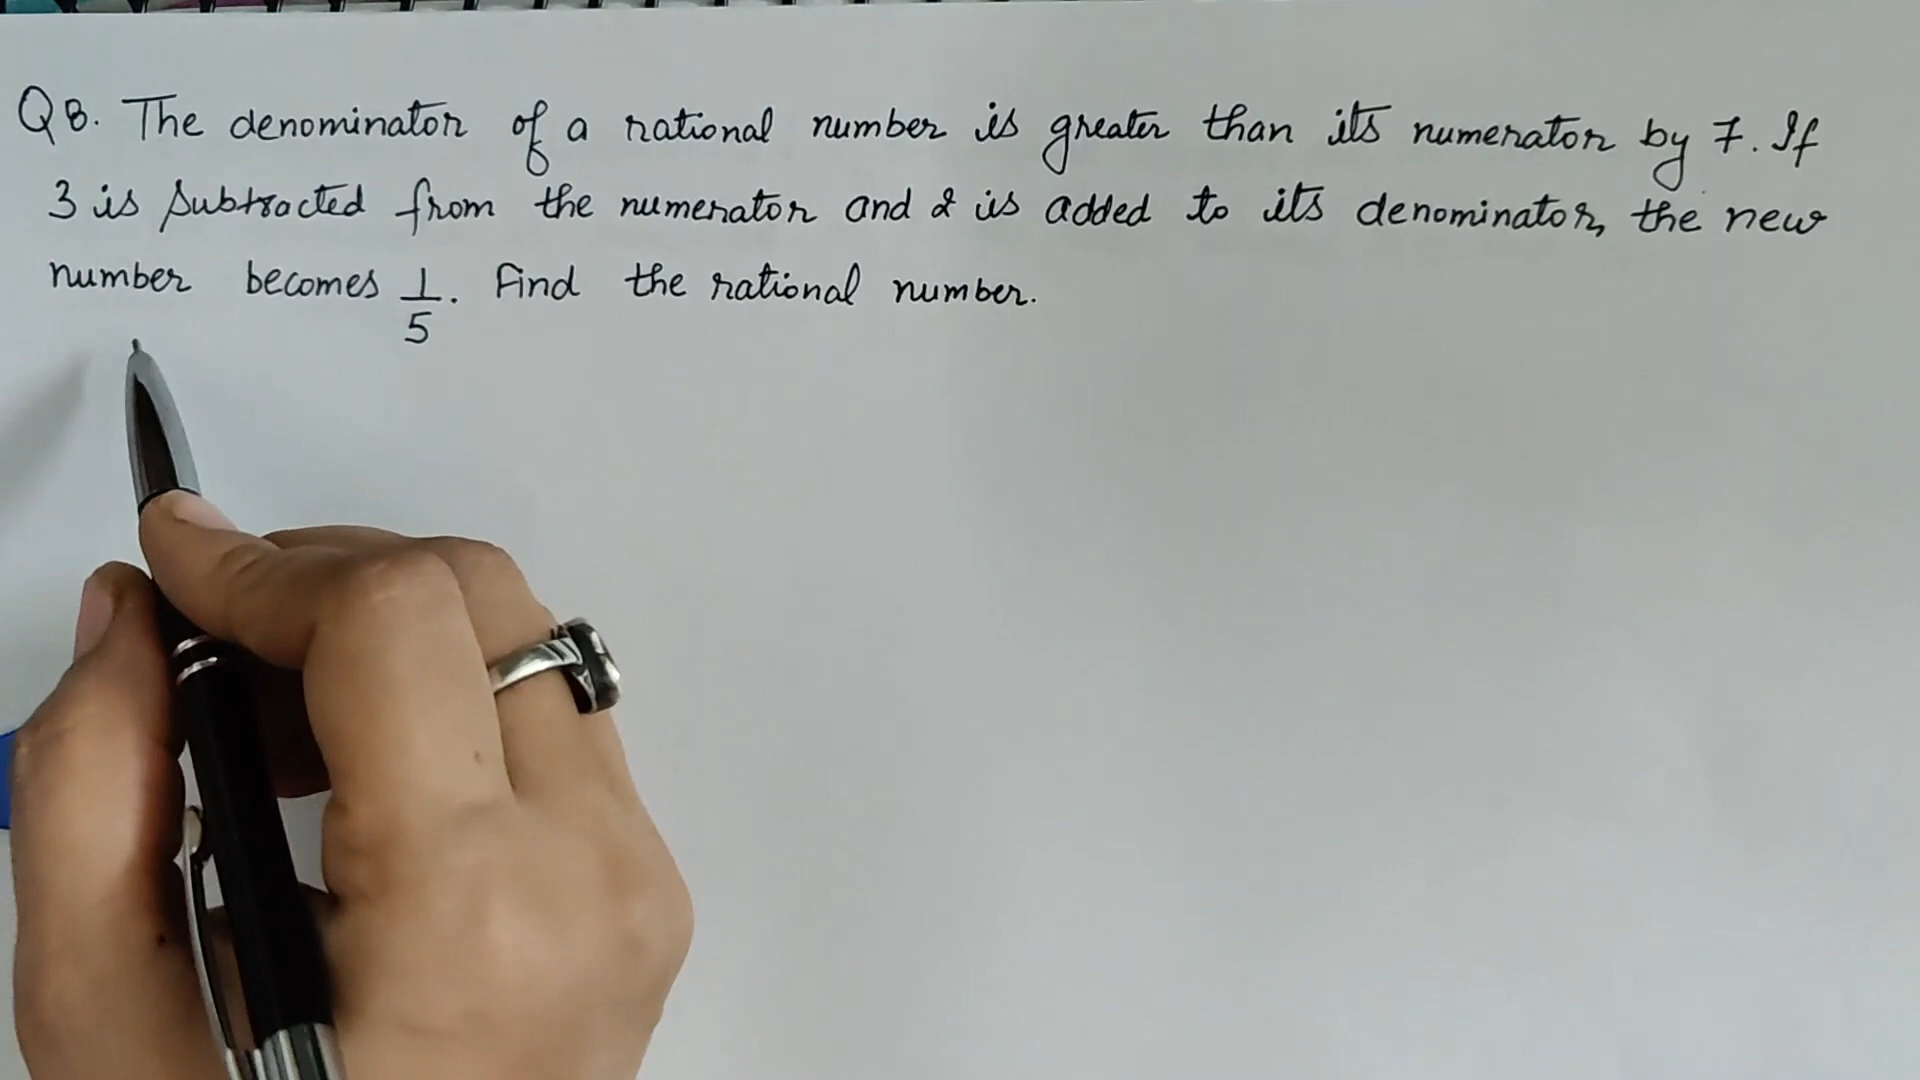 Q8. The denominator of a rational number is greater than its numerator by 7. If
3 is subtracted from the numerator and 2 is added to its denominator, the new
number becomes 1/5. Find the rational number.